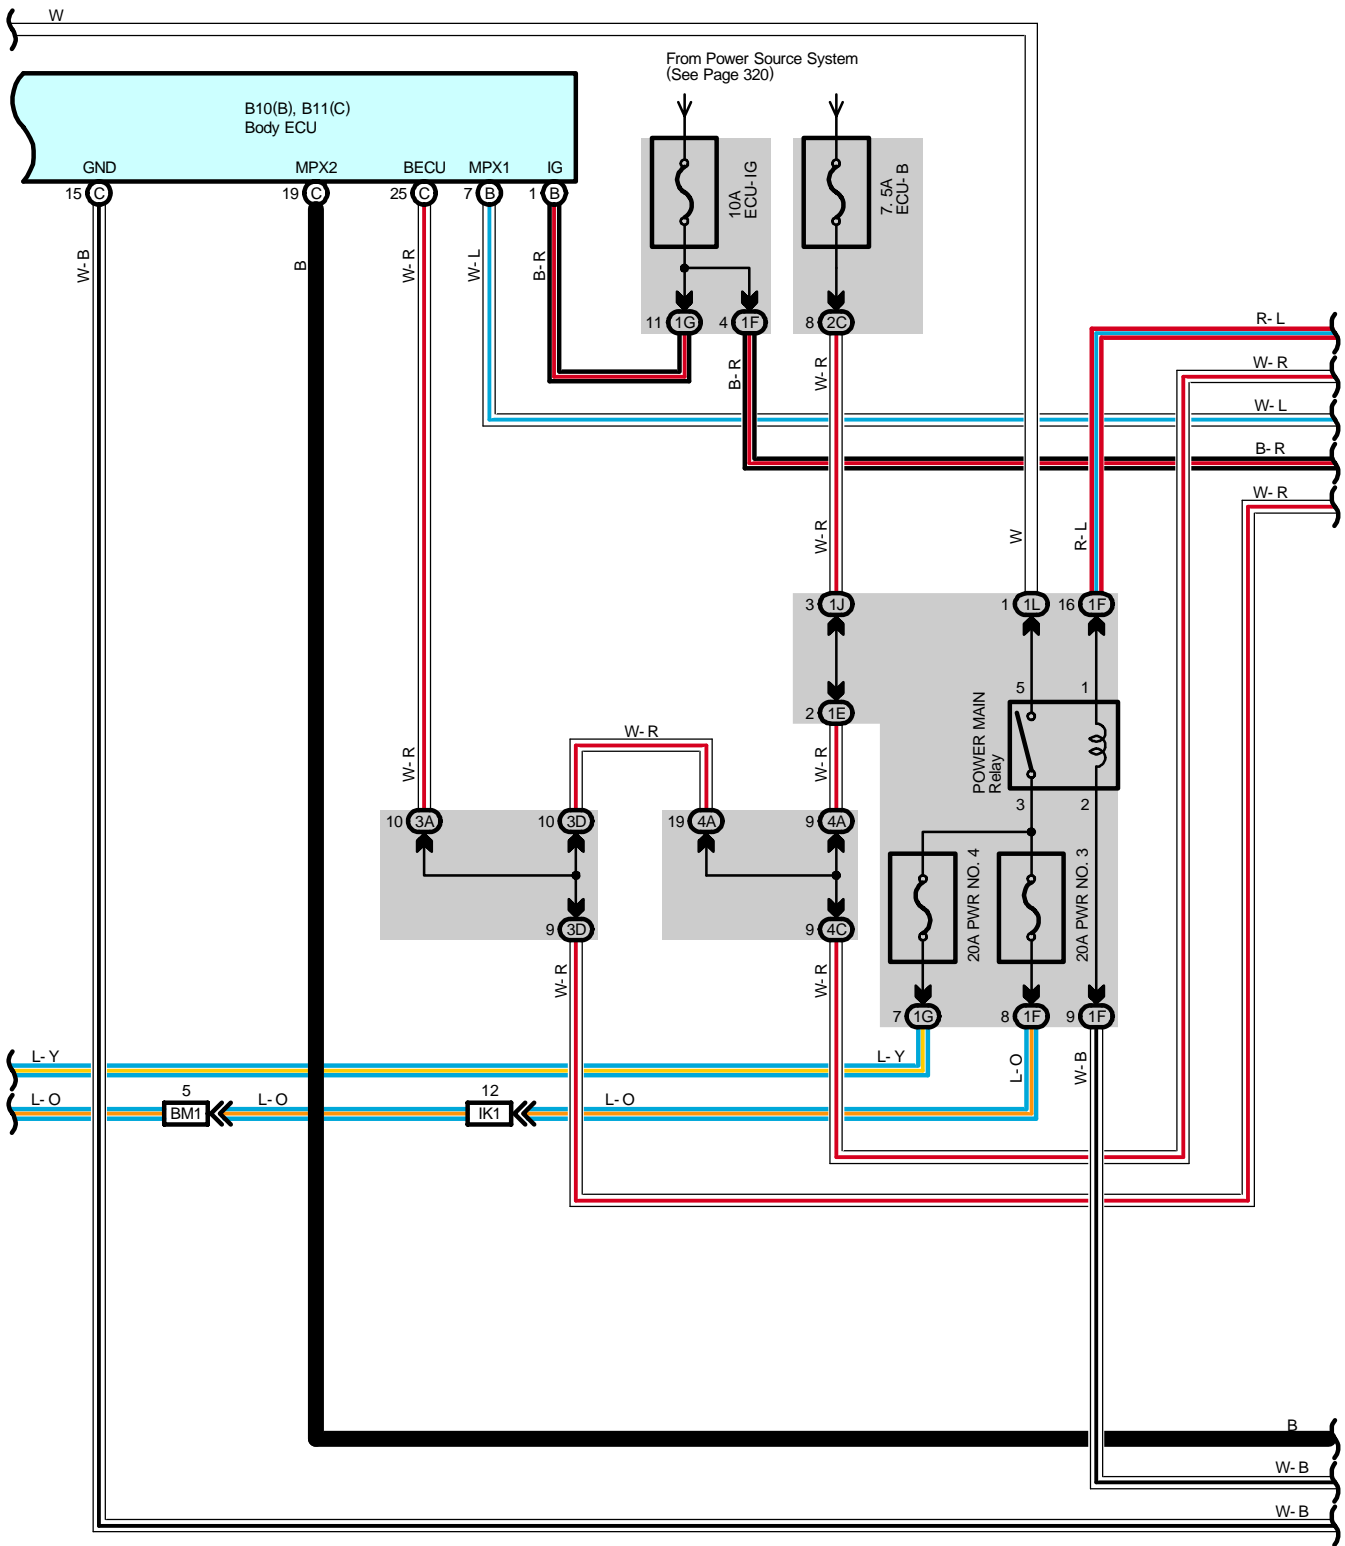 W
From Power Source System
(See Page 320)
B10(B), B11(C)
Body ECU
GND
MPX2
BECU
MPX1
IG
15 C
19 C
25 C
7 B
1 B
10A
ECU-IG
7. 5A
ECU-B
W-B
B
W-R
W-L
B-R
11 1G
4 1F
8 2C
R-L
W-R
W-L
B-R
W-R
B-R
W-R
W-R
W
R-L
3 1J
1 1L
16 1F
5
1
2 1E
POWER MAIN
Relay
W-R
W-R
W-R
3
2
10 3A
10 3D
19 4A
9 4A
20A PWR NO. 4
20A PWR NO. 3
9 3D
9 4C
W-R
W-R
7 1G
8 1F
9 1F
L-Y
L-Y
L-O
W-B
5
12
L-O
BM1
L-O
IK1
L-O
B
W-B
W-B